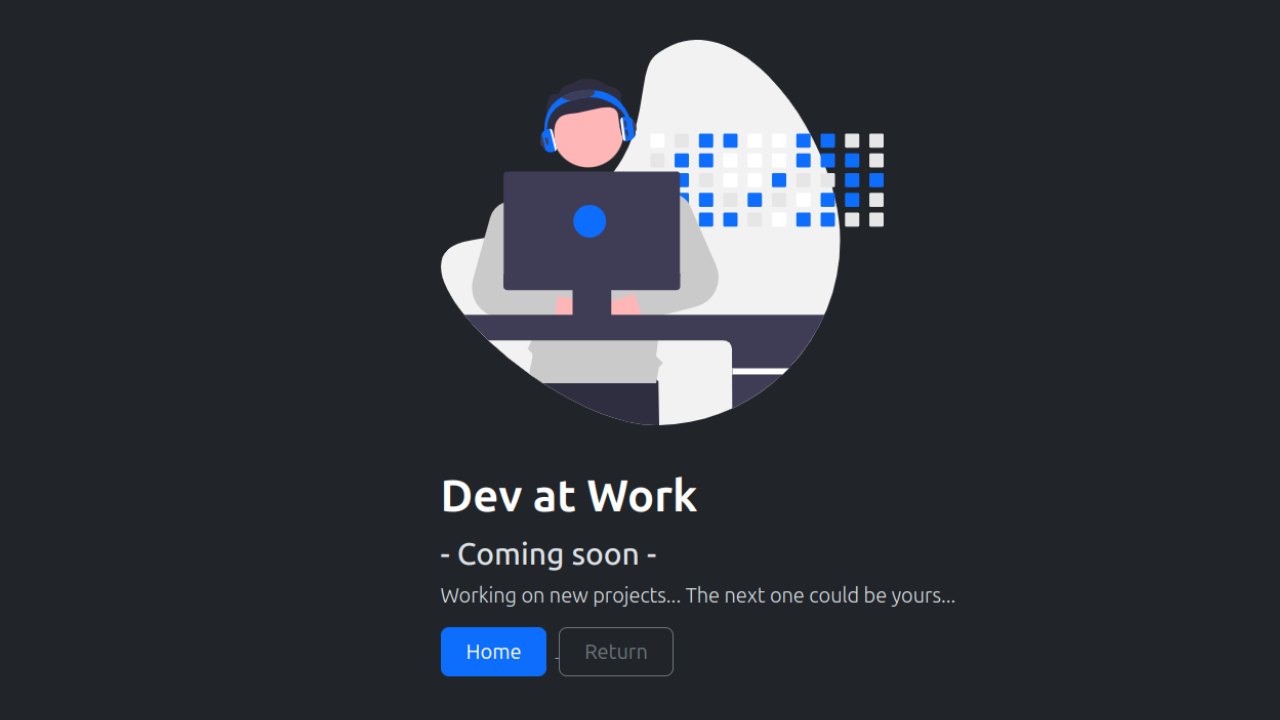 Dev at Work
- Coming soon -
Working on new projects... The next one could be yours...
Home Return